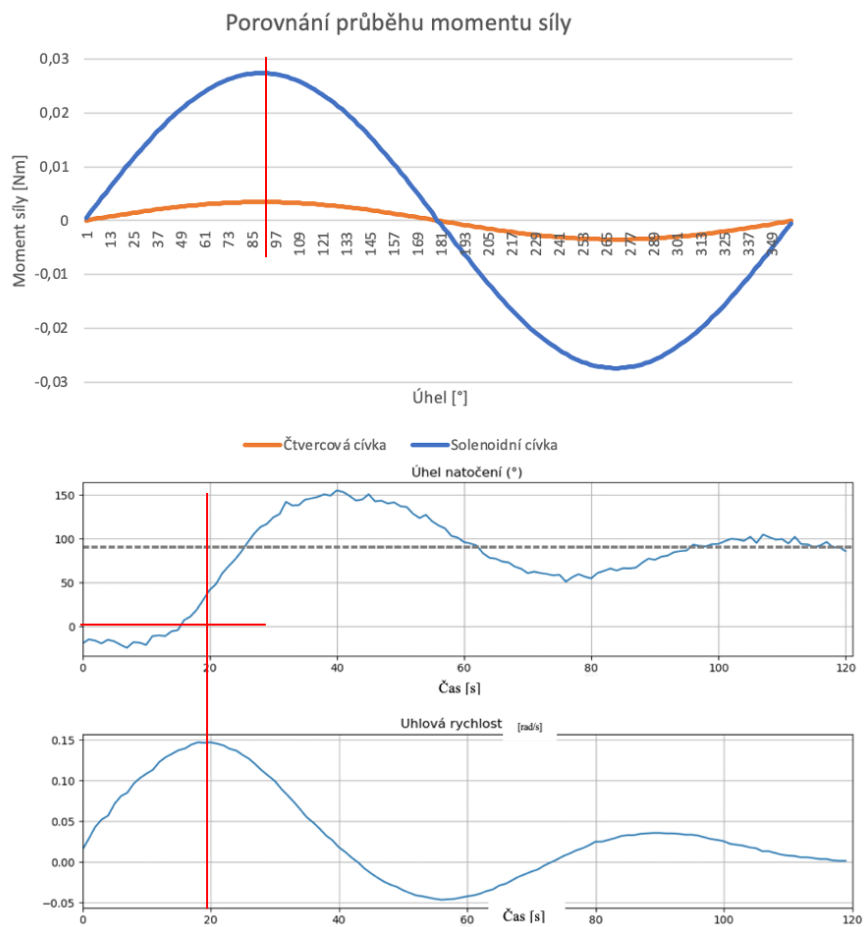 Porovnání průběhu momentu síly
0,03
0,02
0,01
0
-0,01
-0,02
-0,03
Moment síly [Nm]
1 13 25 37 49 61 73 85 97 109 121 133 145 157 169 181 193 205 217 229 241 253 265 277 289 301 313 325 337 349
Úhel [°]
Čtvercová cívka Solenoidní cívka
Úhel natočení (°)
150
100
50
0
0 20 40 60 80 100 120
Čas [s]
Uhlová rychlost [rad/s]
0.15
0.10
0.05
0.00
−0.05
0 20 40 60 80 100 120
Čas [s]